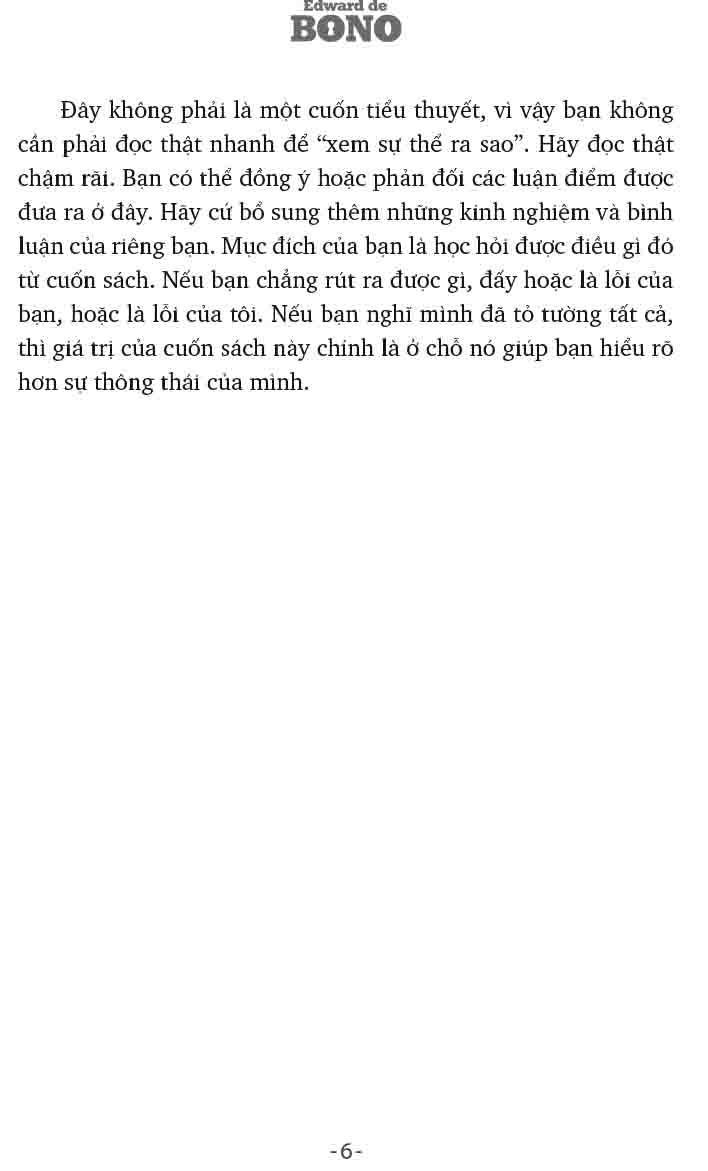 Edward de
BONO
Đây không phải là một cuốn tiểu thuyết, vì vậy bạn không
cần phải đọc thật nhanh để “xem sự thể ra sao”. Hãy đọc thật
chậm rãi. Bạn có thể đồng ý hoặc phản đối các luận điểm được
đưa ra ở đây. Hãy cứ bổ sung thêm những kinh nghiệm và bình
luận của riêng bạn. Mục đích của bạn là học hỏi được điều gì đó
từ cuốn sách. Nếu bạn chẳng rút ra được gì, đấy hoặc là lỗi của
bạn, hoặc là lỗi của tôi. Nếu bạn nghĩ mình đã tỏ tường tất cả,
thì giá trị của cuốn sách này chính là ở chỗ nó giúp bạn hiểu rõ
hơn sự thông thái của mình.
-6-